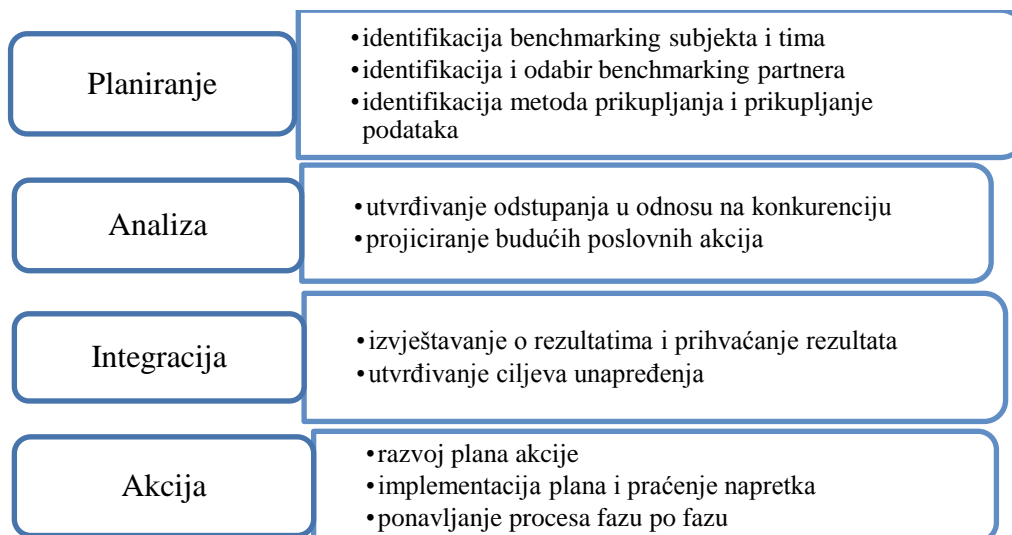 Planiranje
•identifikacija benchmarking subjekta i tima
•identifikacija i odabir benchmarking partnera
•identifikacija metoda prikupljanja i prikupljanje
podataka
Analiza
•utvrđivanje odstupanja u odnosu na konkurenciju
•projiciranje budućih poslovnih akcija
Integracija
•izvještavanje o rezultatima i prihvaćanje rezultata
•utvrđivanje ciljeva unapređenja
Akcija
•razvoj plana akcije
•implementacija plana i praćenje napretka
•ponavljanje procesa fazu po fazu